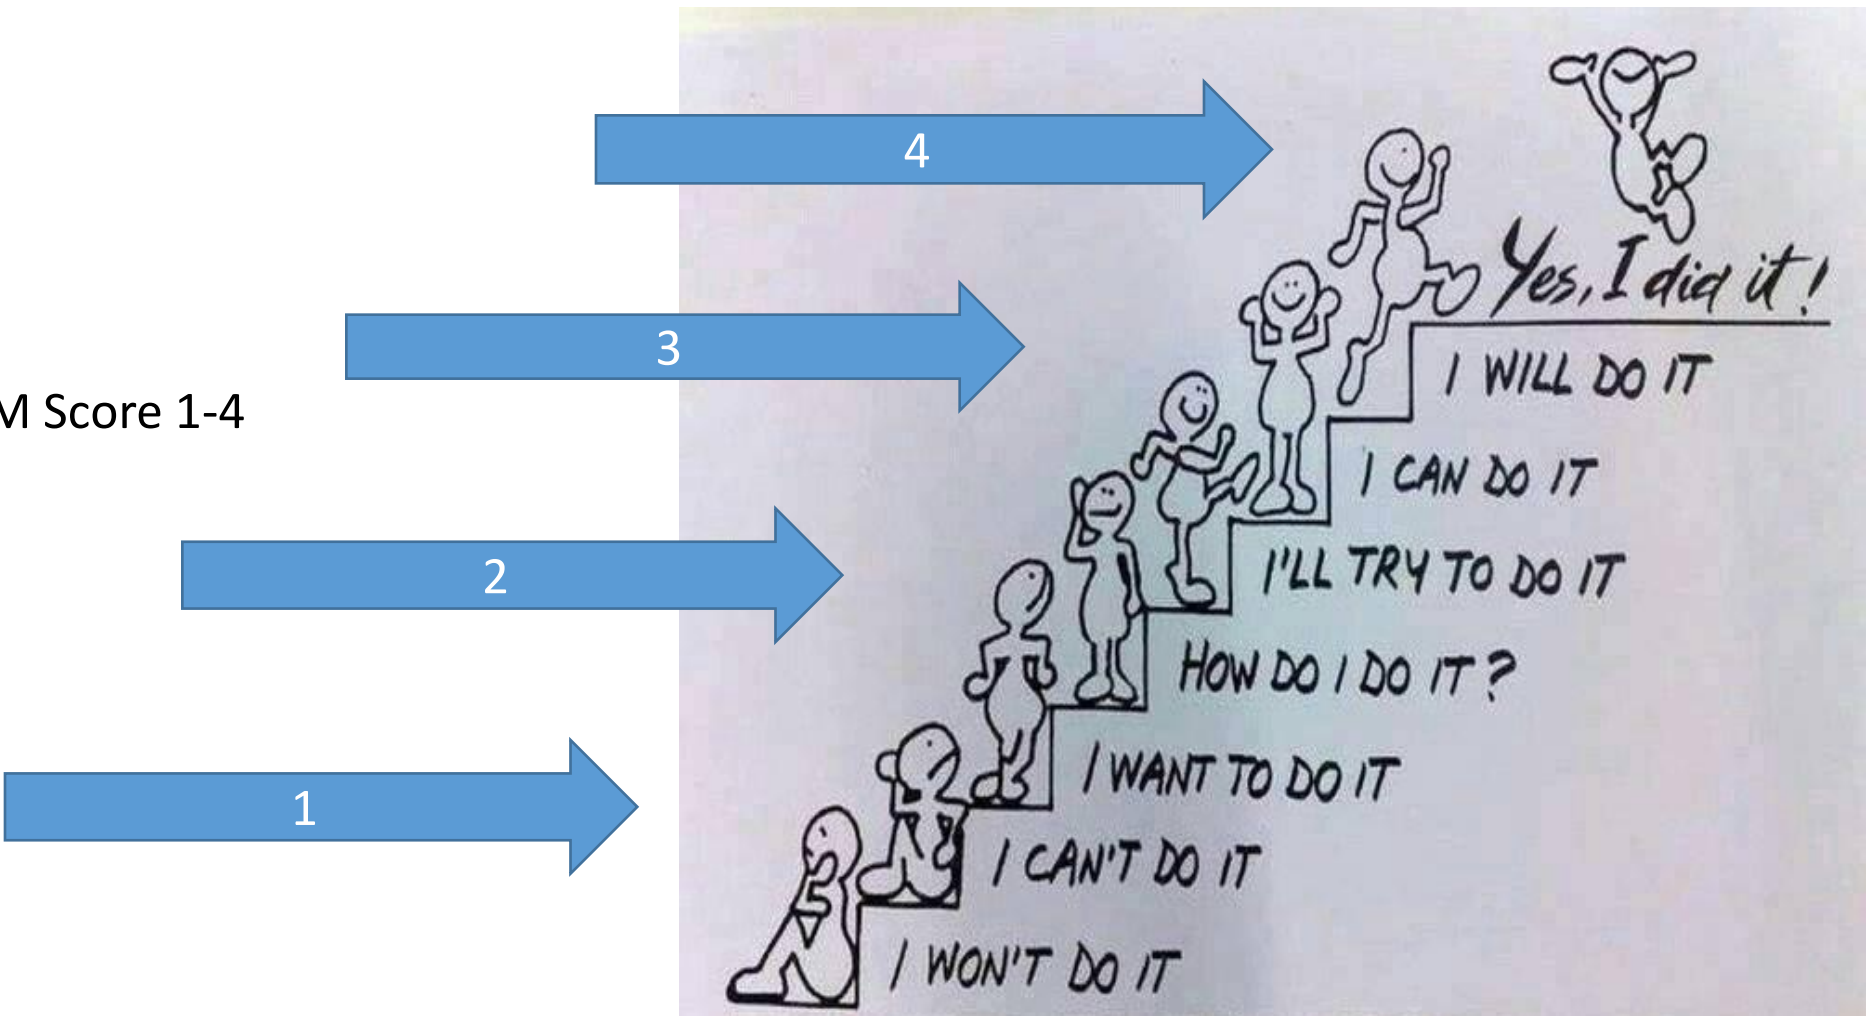 4
Yes, I did it!
3
I WILL DO IT
M Score 1-4
I CAN DO IT
2
I'LL TRY TO DO IT
HOW DO I DO IT?
I WANT TO DO IT
1
I CAN'T DO IT
I WON'T DO IT